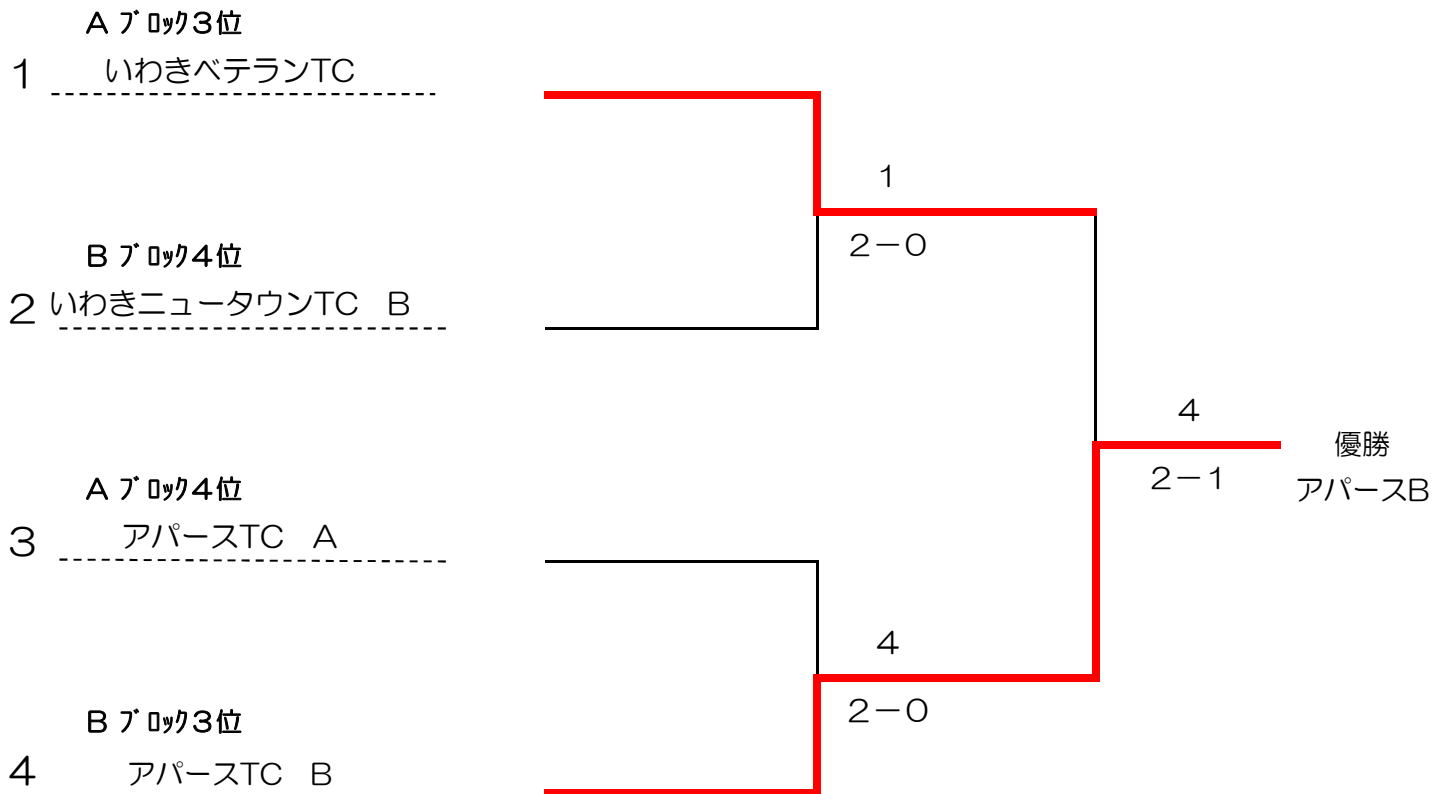 A ﾌﾞﾛｯｸ3位
1 いわきベテランTC
1
2－0
B ﾌﾞﾛｯｸ4位
2 いわきニュータウンTC　B
4
2－1
優勝
アパースB
A ﾌﾞﾛｯｸ4位
3 アパースTC　A
4
2－0
B ﾌﾞﾛｯｸ3位
4 アパースTC　B